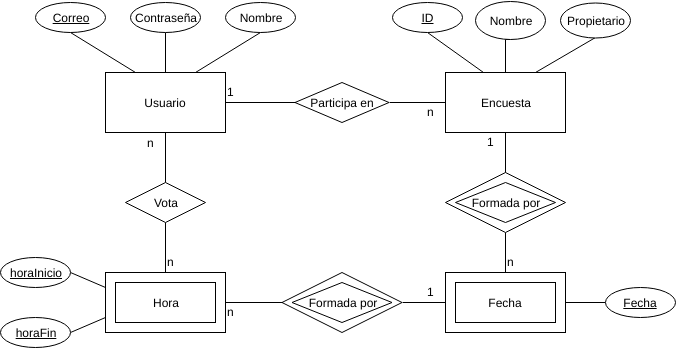 Correo
Contraseña
Nombre
ID
Nombre
Propietario
Usuario
1
Participa en
n
Encuesta
n
1
Vota
Formada por
n
n
horaInicio
Hora
n
Formada por
1
Fecha
Fecha
horaFin